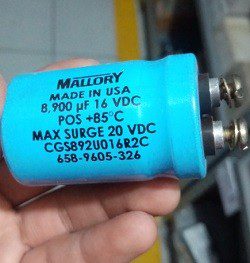 MALLORY
MADE IN USA
8,900 µF 16 VDC
POS +85°C
MAX SURGE 20 VDC
CGS892U016R2C
658-9605-326